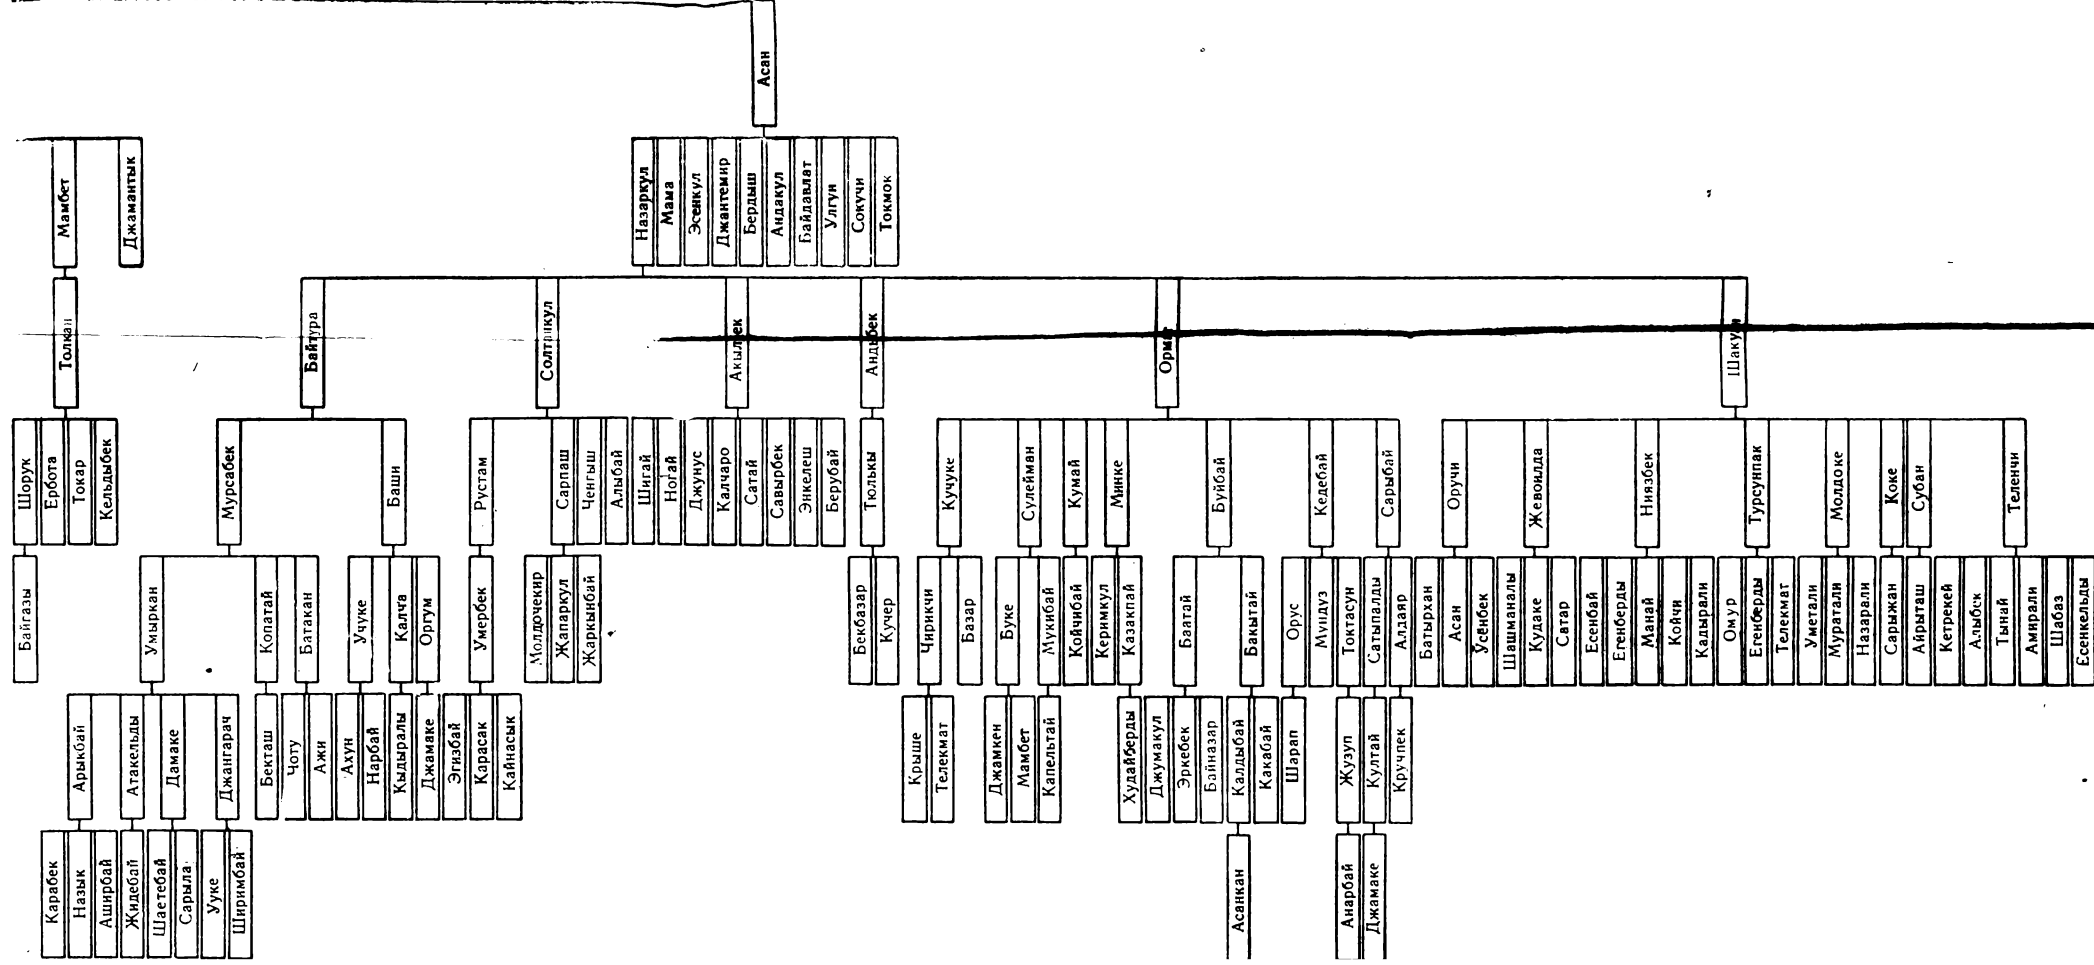 Асан
Мамбет
Джамантык
Назаркул
Мама
Эсенкул
Джантемир
Бердыш
Андакул
Байдавлат
Улгун
Сокучи
Токмок
Толкан
Байтура
Акылбек
Андыбек
Шорук
Ербота
Токар
Кельдыбек
Мурсабек
Баши
Рустам
Сарпаш
Ченгыш
Алыбай
Шигай
Ногай
Джунус
Калчаро
Сатай
Савырбек
Энкелеш
Берубай
Тюлькы
Кучуке
Сулейман
Кумай
Минке
Буйбай
Кедебай
Сарыбай
Оручи
Жевоилда
Ниязбек
Турсунпак
Молдоке
Коке
Субан
Теленчи
Байгазы
Умыркан
Копатай
Батакан
Учуке
Калча
Оргум
Умербек
Молдочекир
Жапаркул
Жаркынбай
Бекбазар
Кучер
Чирикчи
Базар
Буке
Мукибай
Койчибай
Керимкул
Казакпай
Баатай
Бакытай
Орус
Мундуз
Токтасун
Сатыпалды
Алдаяр
Батырхан
Асан
Усенбек
Шашманалы
Кудаке
Сатар
Есенбай
Егенберды
Манай
Койчи
Кадырали
Омур
Егенберды
Телекмат
Уметали
Муратали
Назарали
Сарыжан
Айрыташ
Кетрекей
Алыбек
Тынай
Амирали
Шабаз
Есенкельды
Арыкбай
Атакельды
Дамаке
Джангарач
Бекташ
Чоту
Ажи
Ахун
Нарбай
Кыдыралы
Джамаке
Эгизбай
Карасак
Кайнасык
Крыше
Телекмат
Джамкен
Мамбет
Капельтай
Худайберды
Джумакул
Эркебек
Байназар
Калдыбай
Какабай
Шарап
Жузуп
Култай
Кручпек
Карабек
Назык
Аширбай
Жидебай
Шаетебай
Сарыла
Ууке
Ширимбай
Асанкан
Анарбай
Джамаке